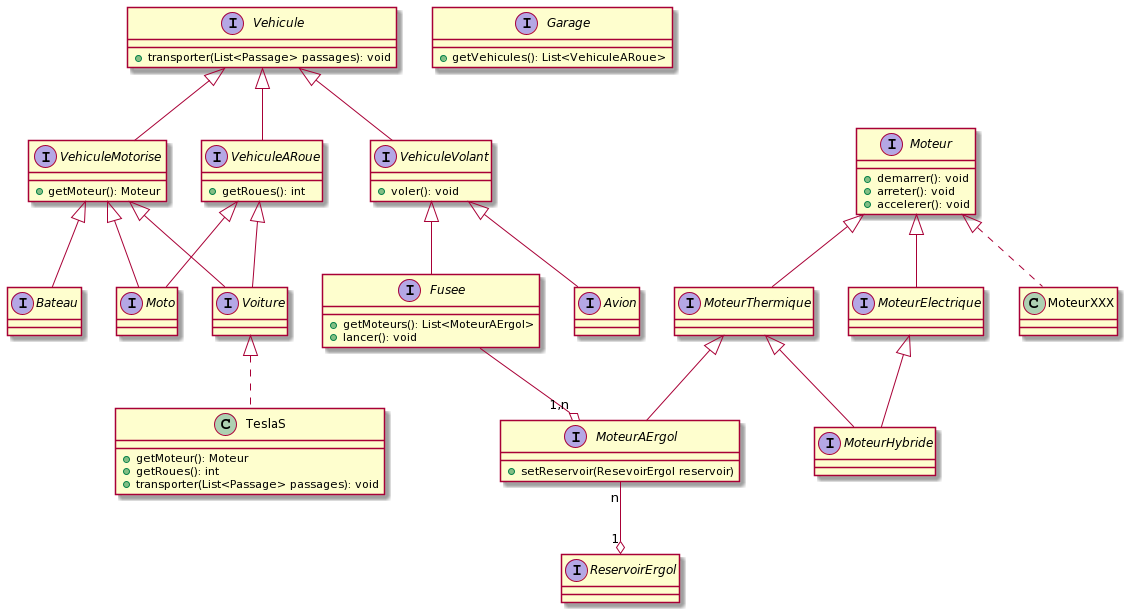 I Vehicule
transporter(List<Passage> passages): void
I Garage
getVehicules(): List<VehiculeARoue>
I VehiculeMotorise
getMoteur(): Moteur
I VehiculeARoue
getRoues(): int
I VehiculeVolant
voler(): void
I Moteur
demarrer(): void
arreter(): void
accelerer(): void
I Bateau
I Moto
I Voiture
I Fusee
getMoteurs(): List<MoteurAErgol>
lancer(): void
I Avion
I MoteurThermique
I MoteurElectrique
C MoteurXXX
1,n
C TeslaS
getMoteur(): Moteur
getRoues(): int
transporter(List<Passage> passages): void
I MoteurAErgol
setReservoir(ResevoirErgol reservoir)
I MoteurHybride
n
1
I ReservoirErgol